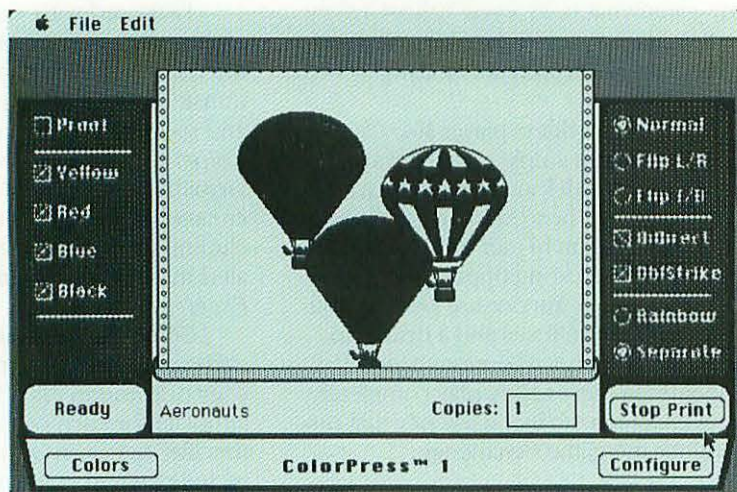 File Edit
Proof
Yellow
Red
Blue
Black
Normal
Flip L/R
Flip T/B
BiDirect
DblStrike
Rainbow
Separate
Ready
Aeronauts
Copies: 1
Stop Print
Colors
ColorPress™ 1
Configure